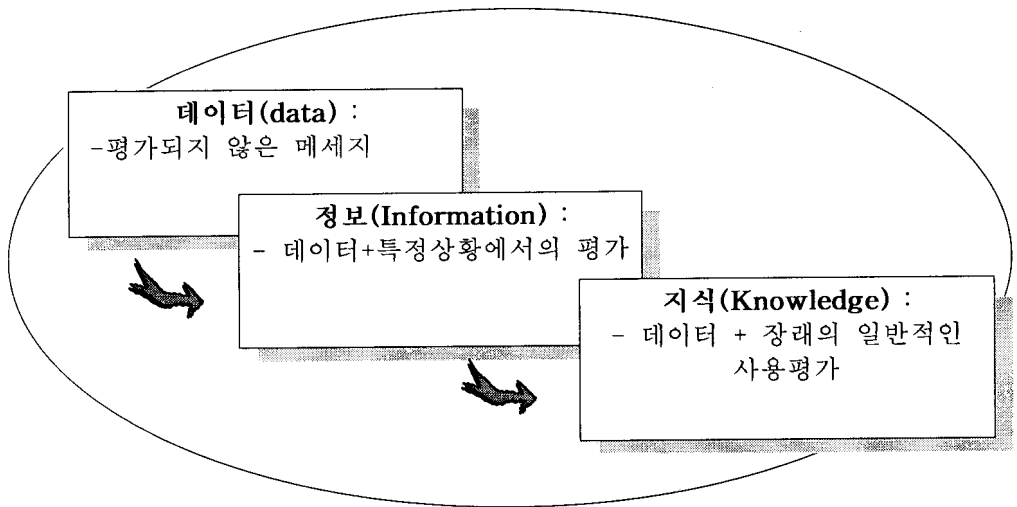 데이터(data) :
-평가되지 않은 메세지
정보(Information) :
- 데이터+특정상황에서의 평가
지식(Knowledge) :
- 데이터 + 장래의 일반적인
사용평가